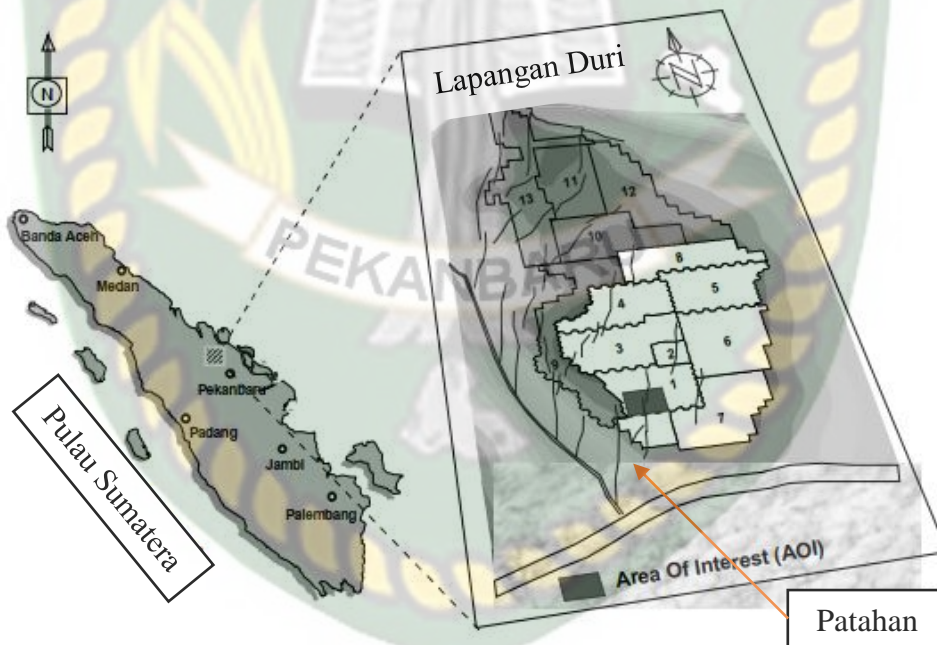 Lapangan Duri
N
N
PEKANBARU
Banda Aceh
Medan
Pekanbaru
Padang
Jambi
Palembang
Pulau Sumatera
13
11
12
10
8
4
5
3
2
6
9
1
7
Area Of Interest (AOI)
Patahan